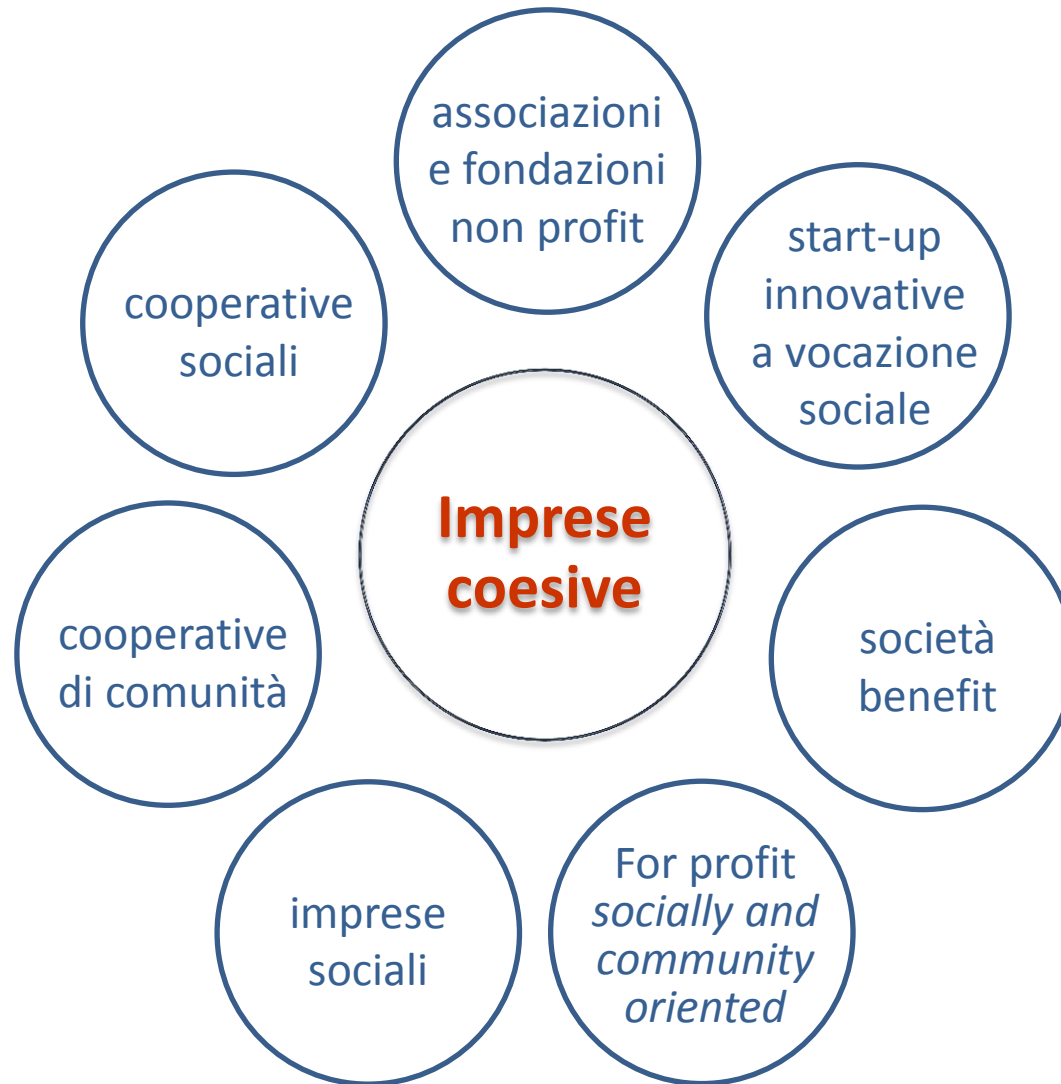 associazioni
e fondazioni
non profit
start-up
innovative
a vocazione
sociale
cooperative
sociali
Imprese
coesive
cooperative
di comunità
società
benefit
For profit
socially and
community
oriented
imprese
sociali